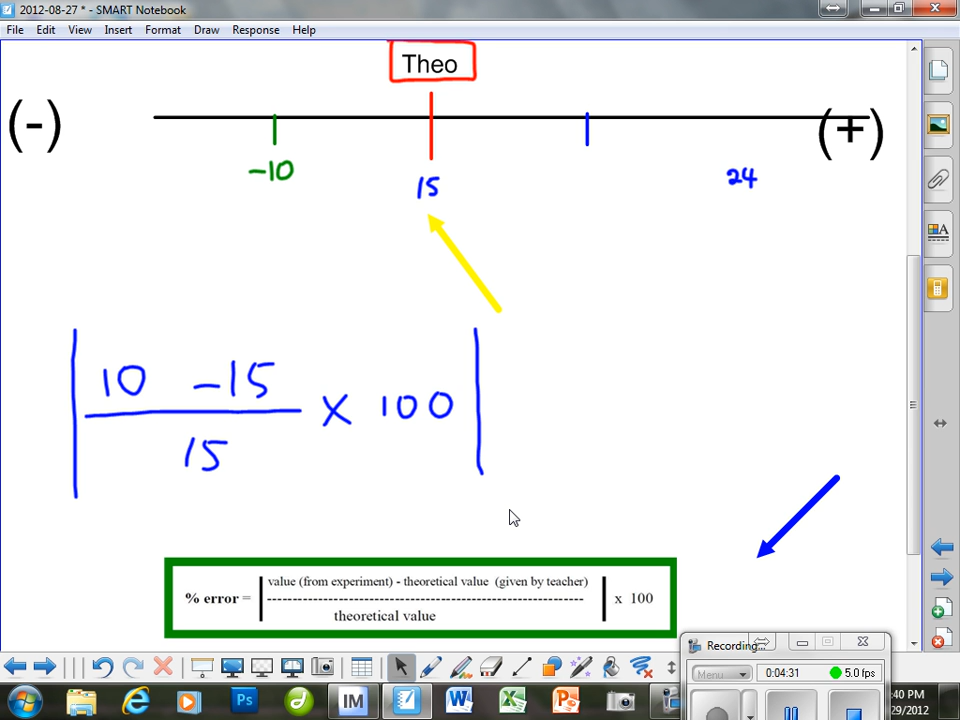 2012-08-27 * - SMART Notebook
File Edit View Insert Format Draw Response Help
Theo
(-) (+)
-10 15 24
10 -15
15
x 100
value (from experiment) - theoretical value (given by teacher)
% error = x 100
theoretical value
Recording...
Menu 0:04:31 5.0 fps
Ps IM W X P
:40 PM
/29/2012